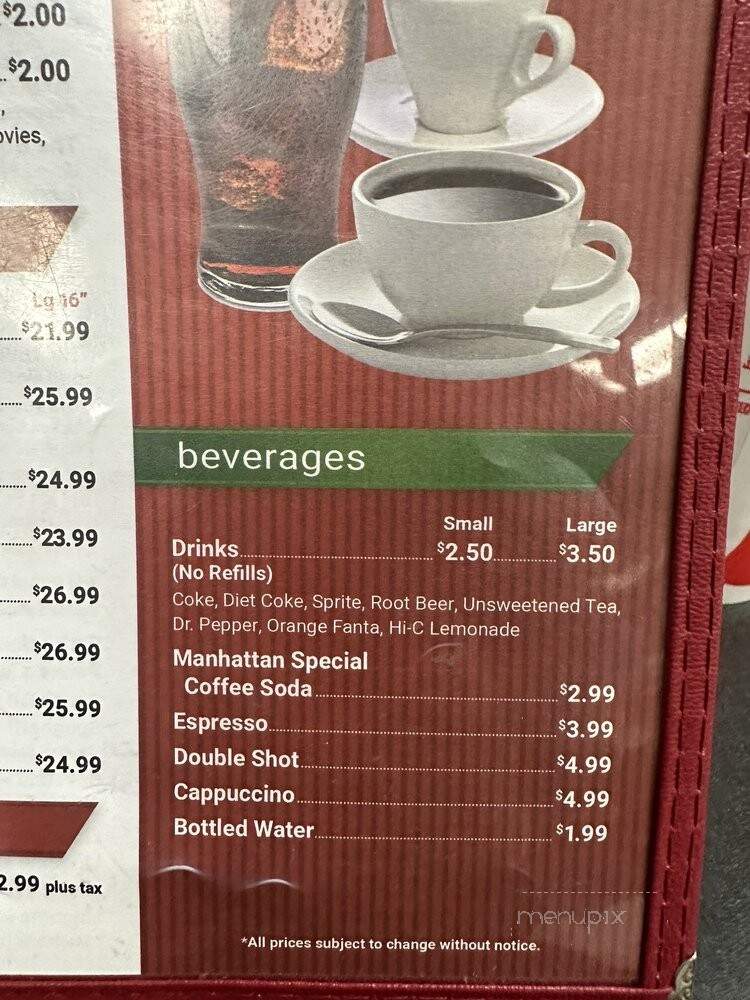 $2.00
$2.00
ovies,
Lg 16"
$21.99
$25.99
$24.99
$23.99
$26.99
$26.99
$25.99
$24.99
2.99 plus tax
beverages
Small Large
Drinks $2.50 $3.50
(No Refills)
Coke, Diet Coke, Sprite, Root Beer, Unsweetened Tea,
Dr. Pepper, Orange Fanta, Hi-C Lemonade
Manhattan Special
Coffee Soda $2.99
Espresso $3.99
Double Shot $4.99
Cappuccino $4.99
Bottled Water $1.99
menupix
*All prices subject to change without notice.